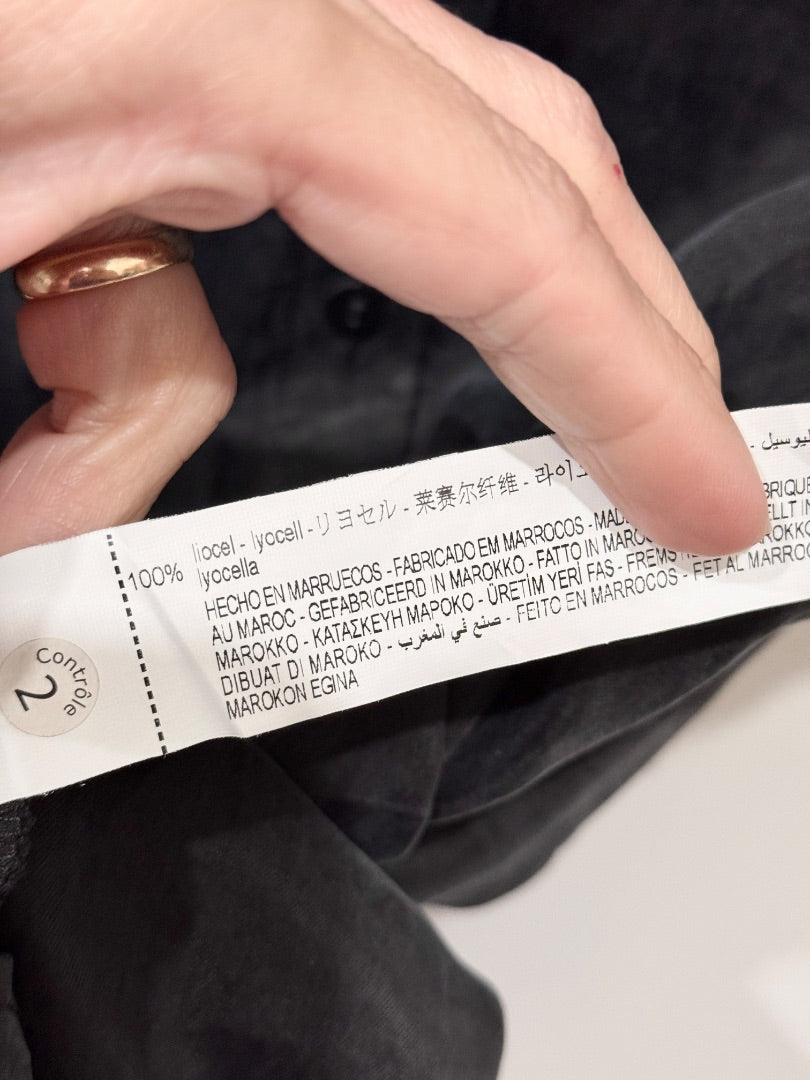 liocel - lyocell - リヨセル - 莱赛尔纤维 - 라이
100% lyocella
HECHO EN MARRUECOS - FABRICADO EM MARROCOS -
AU MAROC - GEFABRICEERD IN MAROKKO - FATTO IN
MAROKKO - ΚΑΤΑΣΚΕΥΗ ΜΑΡΟΚΟ - ÜRETİM YERİ FAS -
DIBUAT DI MAROKO - صنع في المغرب - FEITO EN MARROCOS - FET AL
MAROKON EGINA
Contrôle
2